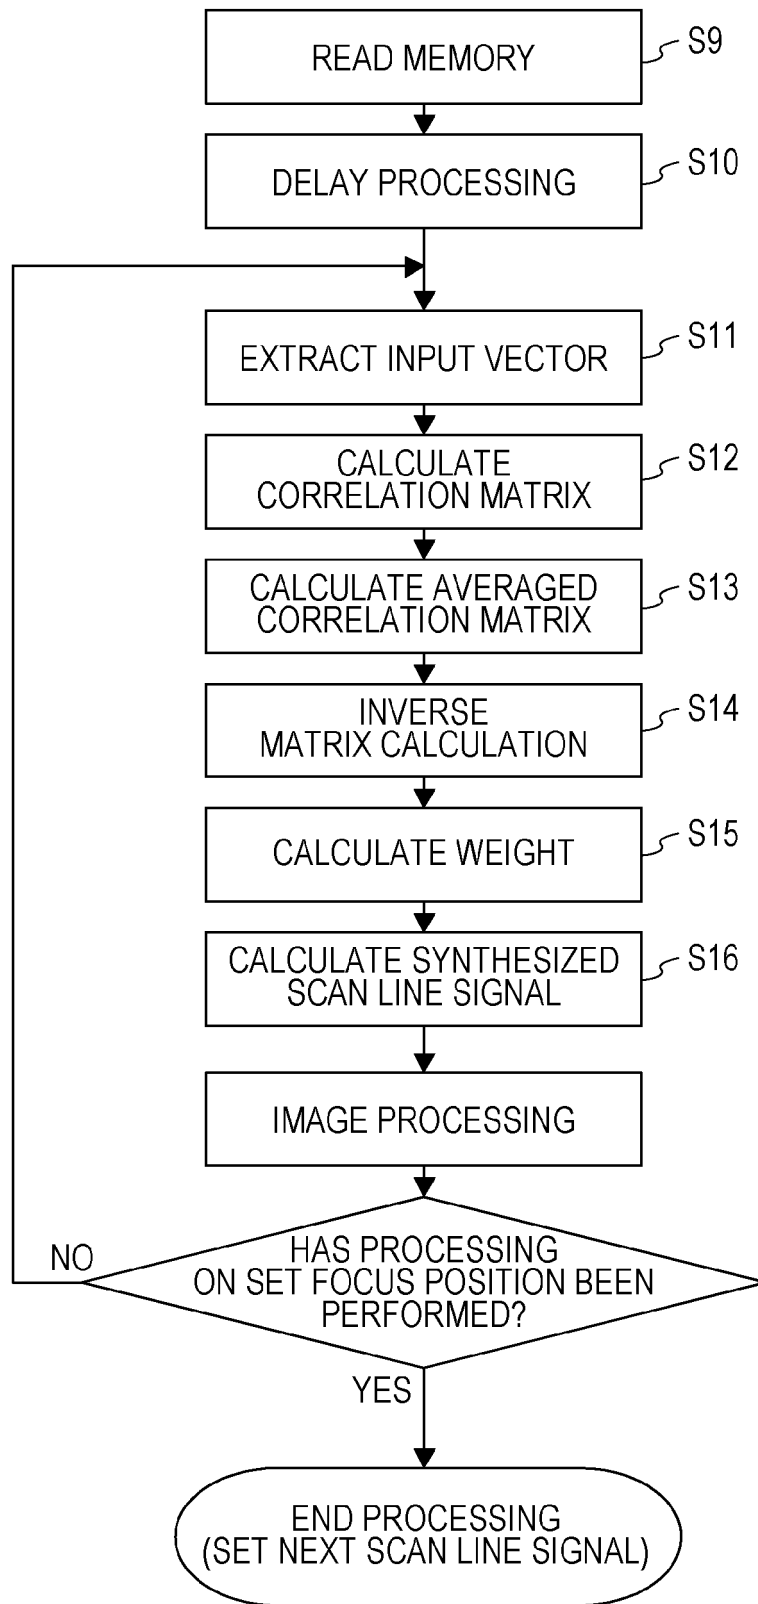 READ MEMORY
S9
DELAY PROCESSING
S10
EXTRACT INPUT VECTOR
S11
CALCULATE
CORRELATION MATRIX
S12
CALCULATE AVERAGED
CORRELATION MATRIX
S13
INVERSE
MATRIX CALCULATION
S14
CALCULATE WEIGHT
S15
CALCULATE SYNTHESIZED
SCAN LINE SIGNAL
S16
IMAGE PROCESSING
HAS PROCESSING
ON SET FOCUS POSITION BEEN
PERFORMED?
NO
YES
END PROCESSING
(SET NEXT SCAN LINE SIGNAL)